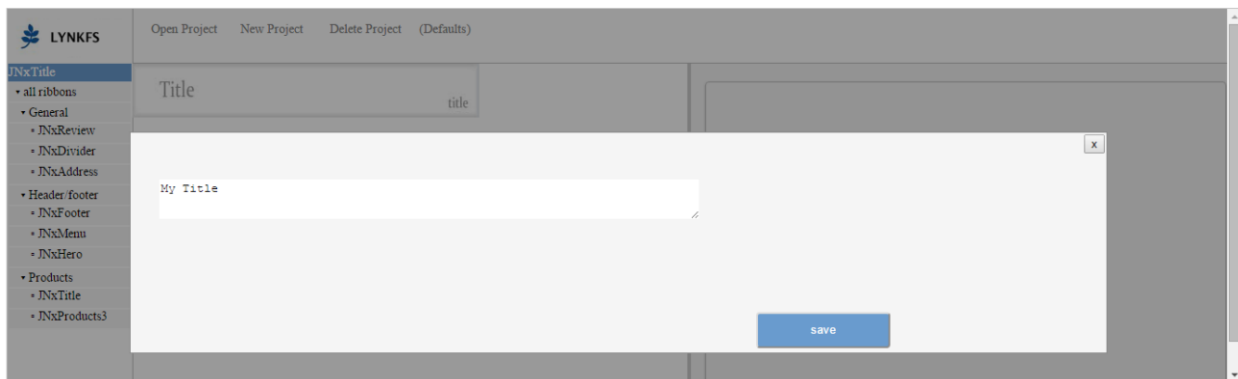 LYNKFS
Open Project New Project Delete Project (Defaults)
JNxTitle
all ribbons
General
JNxReview
JNxDivider
JNxAddress
Header/footer
JNxFooter
JNxMenu
JNxHero
Products
JNxTitle
JNxProducts3
Title
title
x
My Title
save